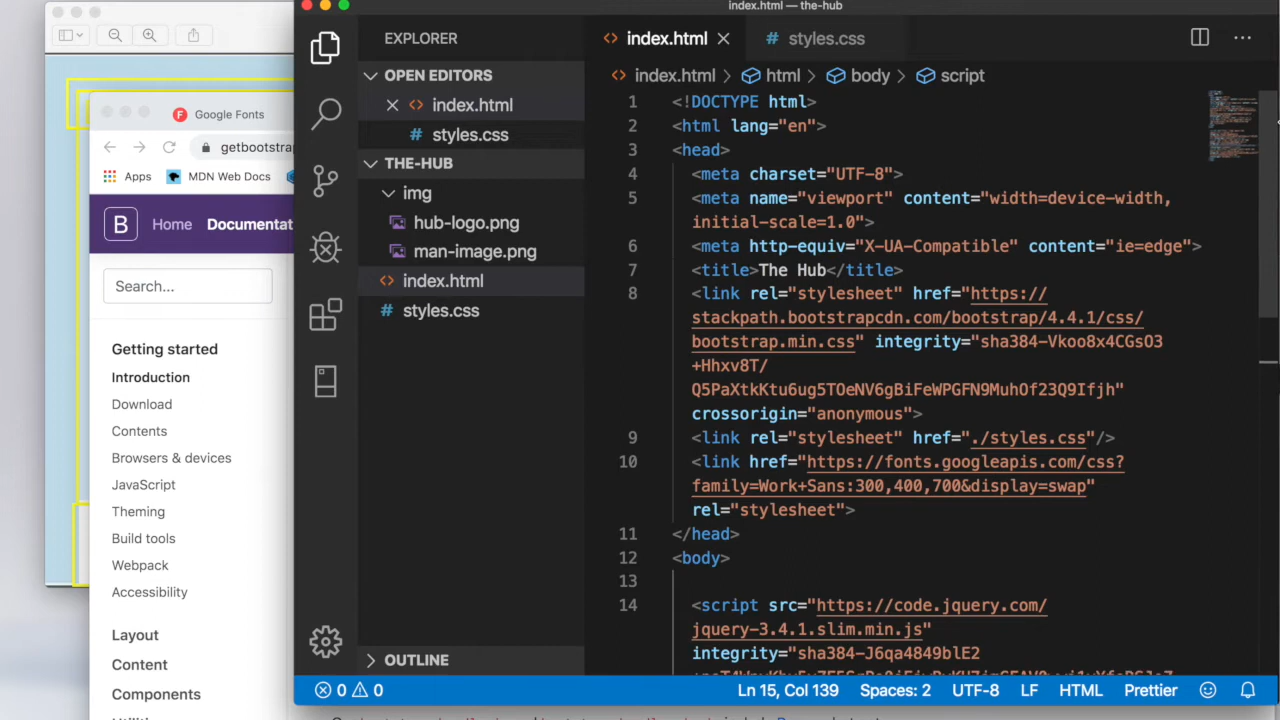 index.html — the-hub
Google Fonts
getbootstrap
Apps
MDN Web Docs
B
Home
Documentat
Search...
Getting started
Introduction
Download
Contents
Browsers & devices
JavaScript
Theming
Build tools
Webpack
Accessibility
Layout
Content
Components
EXPLORER
OPEN EDITORS
index.html
styles.css
THE-HUB
img
hub-logo.png
man-image.png
index.html
styles.css
OUTLINE
index.html
styles.css
index.html > html > body > script
1 <!DOCTYPE html>
2 <html lang="en">
3 <head>
4 <meta charset="UTF-8">
5 <meta name="viewport" content="width=device-width,
initial-scale=1.0">
6 <meta http-equiv="X-UA-Compatible" content="ie=edge">
7 <title>The Hub</title>
8 <link rel="stylesheet" href="https://
stackpath.bootstrapcdn.com/bootstrap/4.4.1/css/
bootstrap.min.css" integrity="sha384-Vkoo8x4CGsO3
+Hhxv8T/
Q5PaXtkKtu6ug5TOeNV6gBiFeWPGFN9MuhOf23Q9Ifjh"
crossorigin="anonymous">
9 <link rel="stylesheet" href="./styles.css"/>
10 <link href="https://fonts.googleapis.com/css?
family=Work+Sans:300,400,700&display=swap"
rel="stylesheet">
11 </head>
12 <body>
13
14 <script src="https://code.jquery.com/
jquery-3.4.1.slim.min.js"
integrity="sha384-J6qa4849blE2
0 0
Ln 15, Col 139
Spaces: 2
UTF-8
LF
HTML
Prettier